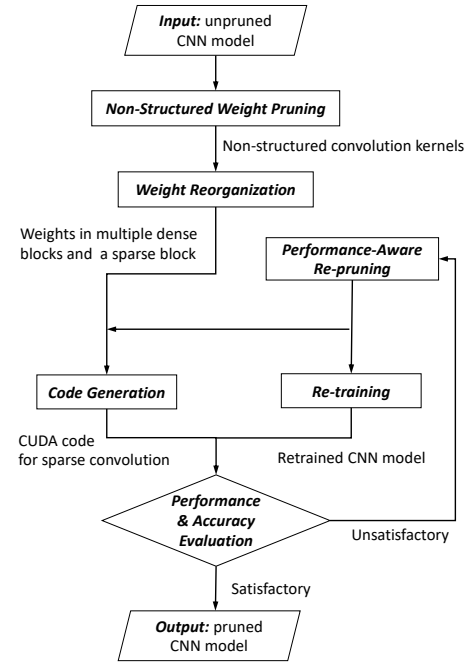 Input: unpruned
CNN model
Non-Structured Weight Pruning
Non-structured convolution kernels
Weight Reorganization
Weights in multiple dense
blocks and a sparse block
Performance-Aware
Re-pruning
Code Generation
Re-training
CUDA code
for sparse convolution
Retrained CNN model
Performance
& Accuracy
Evaluation
Unsatisfactory
Satisfactory
Output: pruned
CNN model